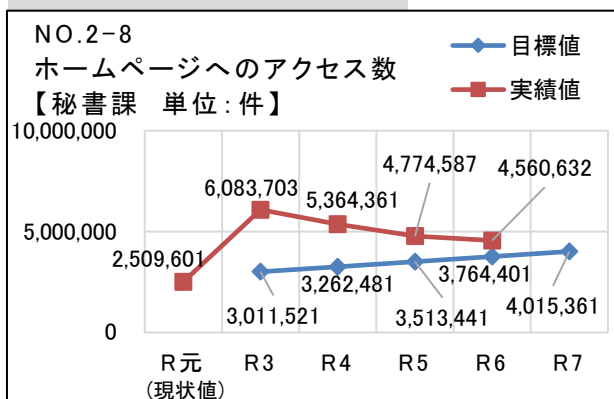 NO.2-8
ホームページへのアクセス数
【秘書課 単位:件】
目標値
実績値
10,000,000
5,000,000
0
2,509,601
6,083,703
5,364,361
4,774,587
4,560,632
3,011,521
3,262,481
3,513,441
3,764,401
4,015,361
R元 R3 R4 R5 R6 R7
(現状値)